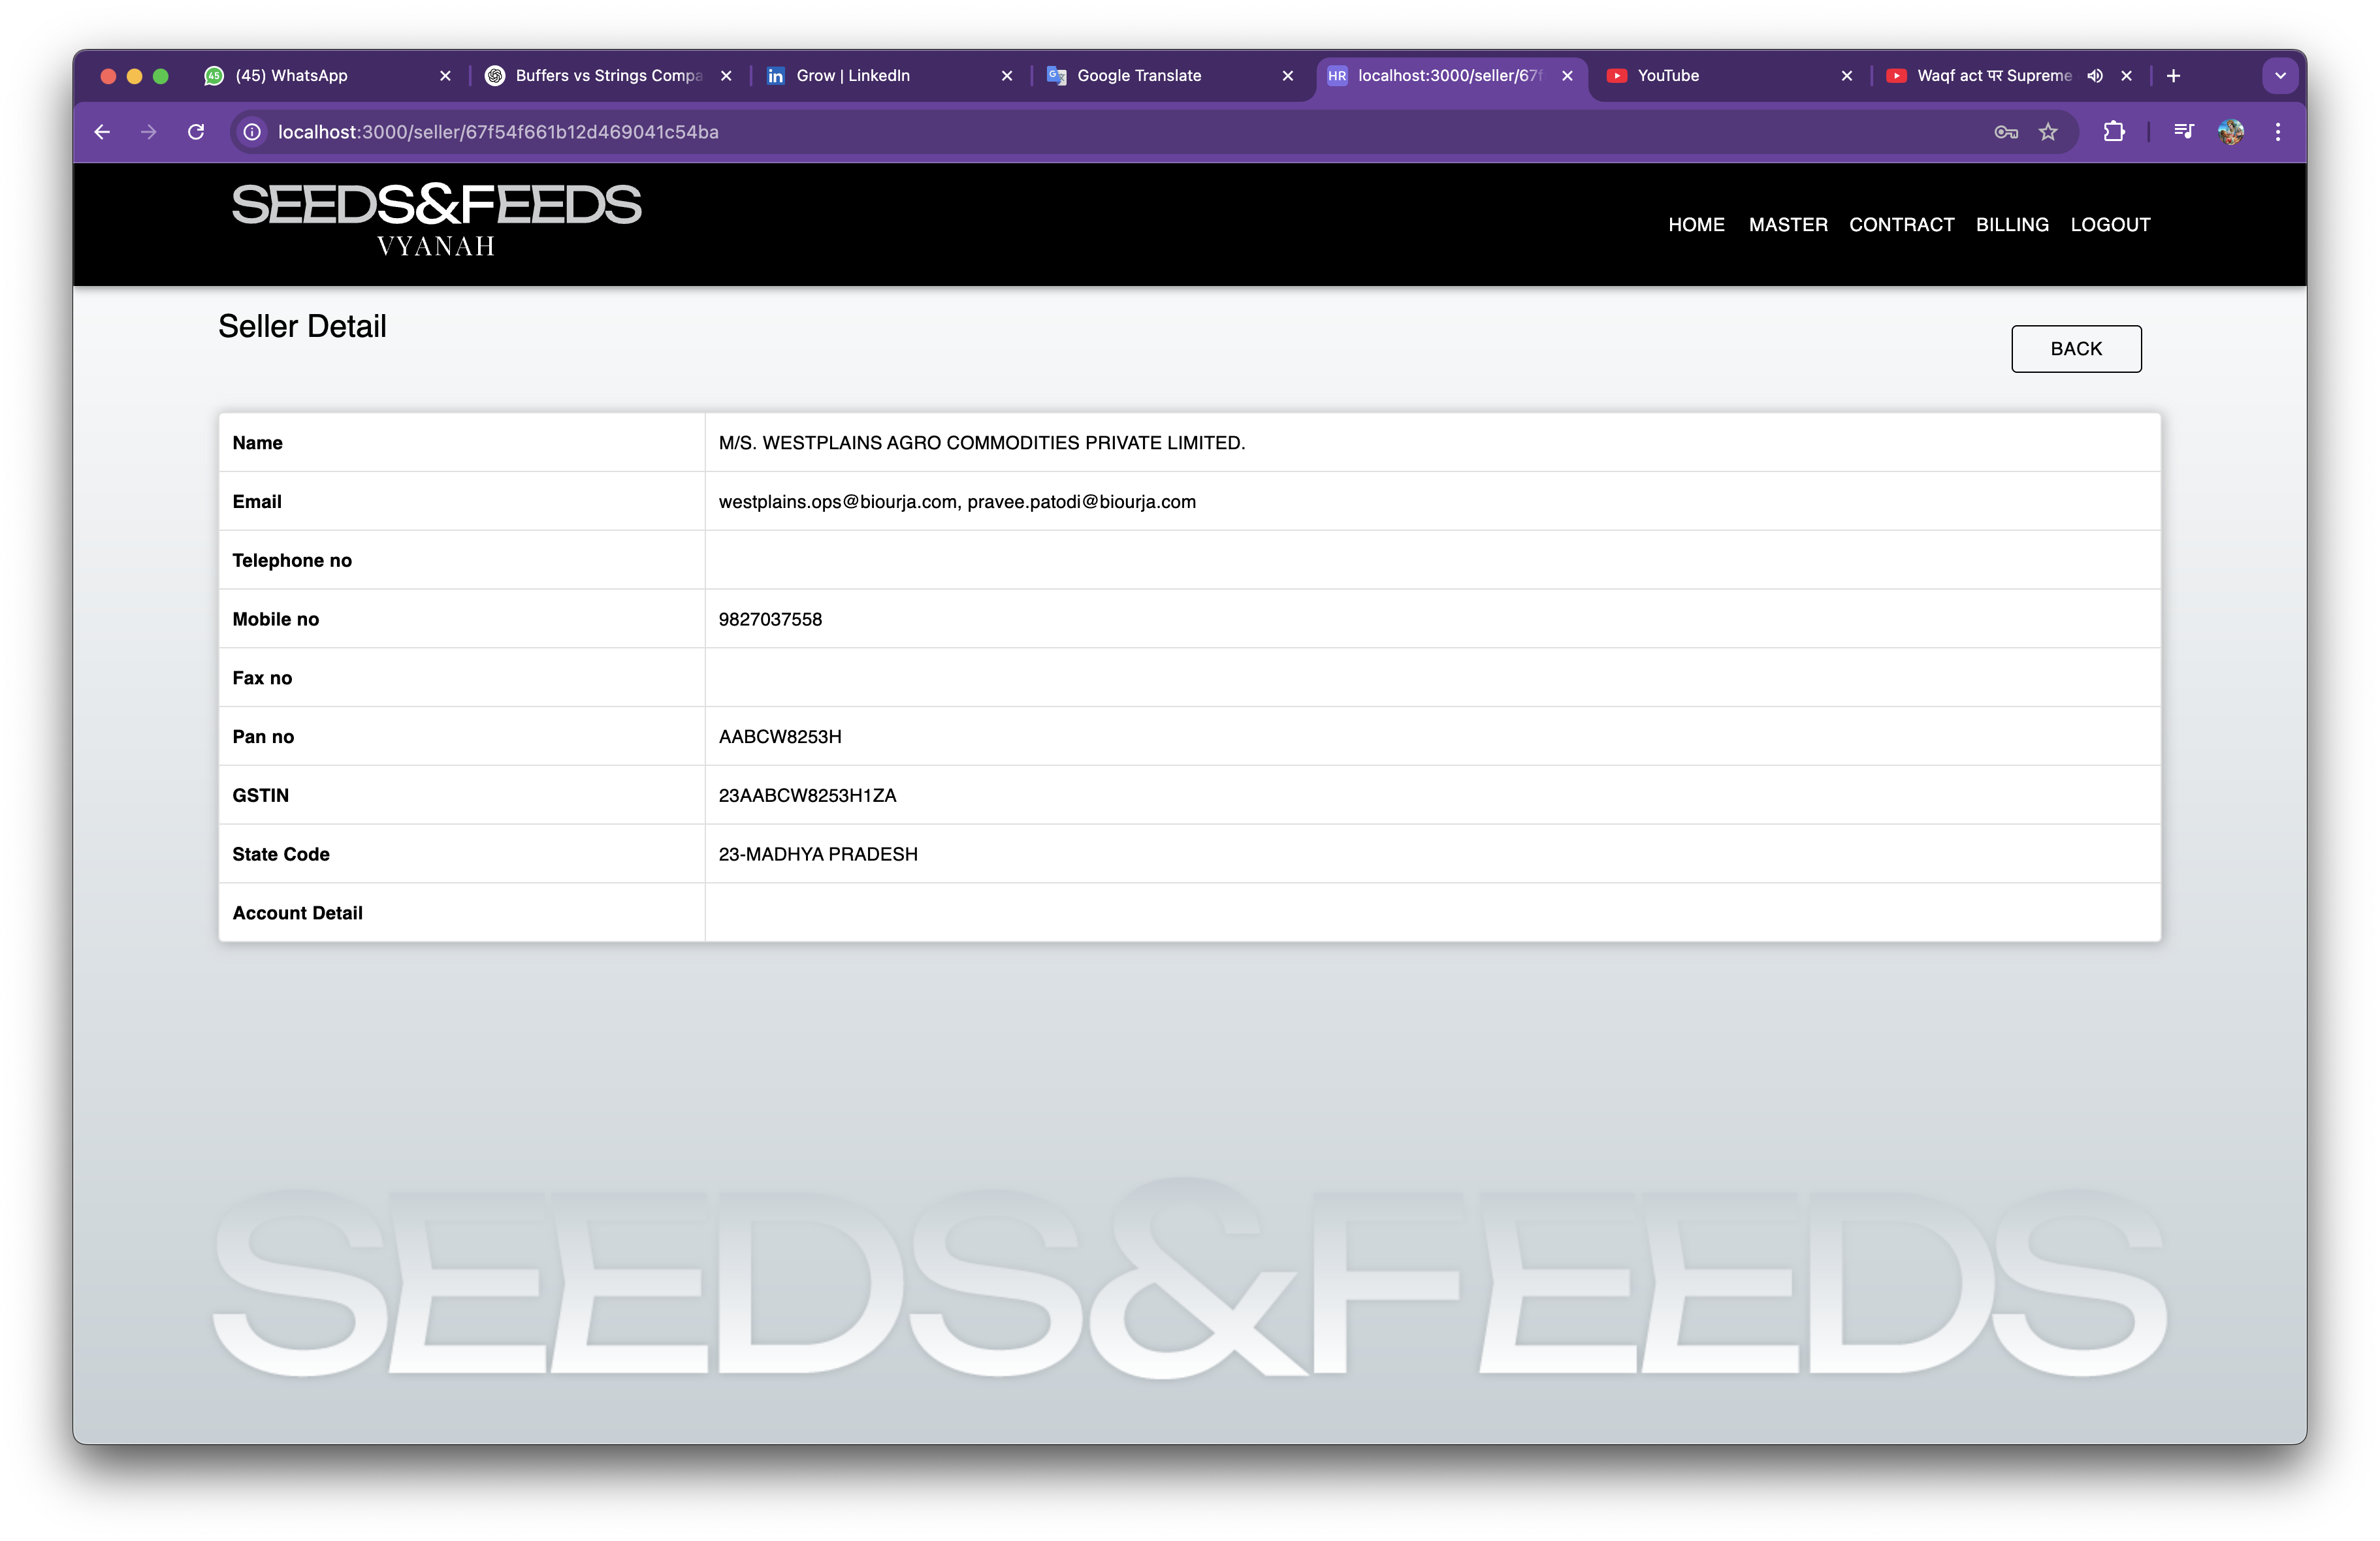 (45) WhatsApp
Buffers vs Strings Compa
Grow | LinkedIn
Google Translate
HR localhost:3000/seller/67f
YouTube
Waqf act पर Supreme
localhost:3000/seller/67f54f661b12d469041c54ba
SEEDS&FEEDS
VYANAH
HOME MASTER CONTRACT BILLING LOGOUT
Seller Detail
BACK
Name M/S. WESTPLAINS AGRO COMMODITIES PRIVATE LIMITED.
Email westplains.ops@biourja.com, pravee.patodi@biourja.com
Telephone no
Mobile no 9827037558
Fax no
Pan no AABCW8253H
GSTIN 23AABCW8253H1ZA
State Code 23-MADHYA PRADESH
Account Detail
SEEDS&FEEDS